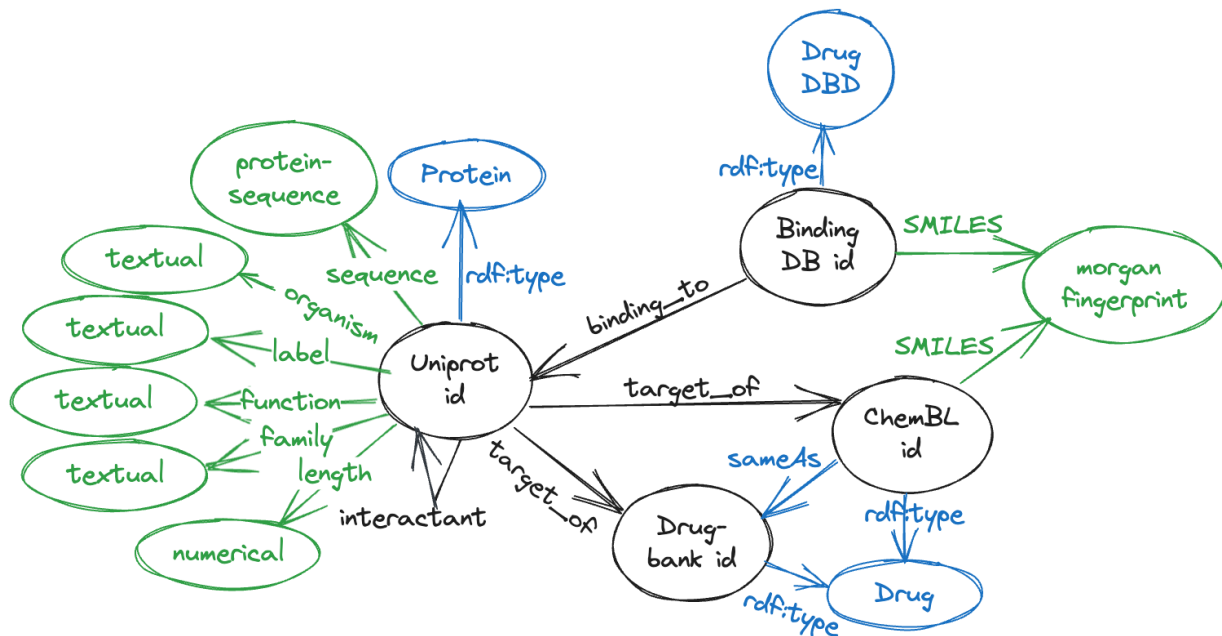 Drug
DBD
rdf:type
protein-
sequence
Protein
Binding
DB id
SMILES
morgan
fingerprint
textual
sequence
rdf:type
organism
binding_to
textual
label
Uniprot
id
SMILES
textual
function
target_of
ChemBL
id
family
textual
length
target_of
sameAs
interactant
rdf:type
numerical
Drug-
bank id
rdf:type
Drug